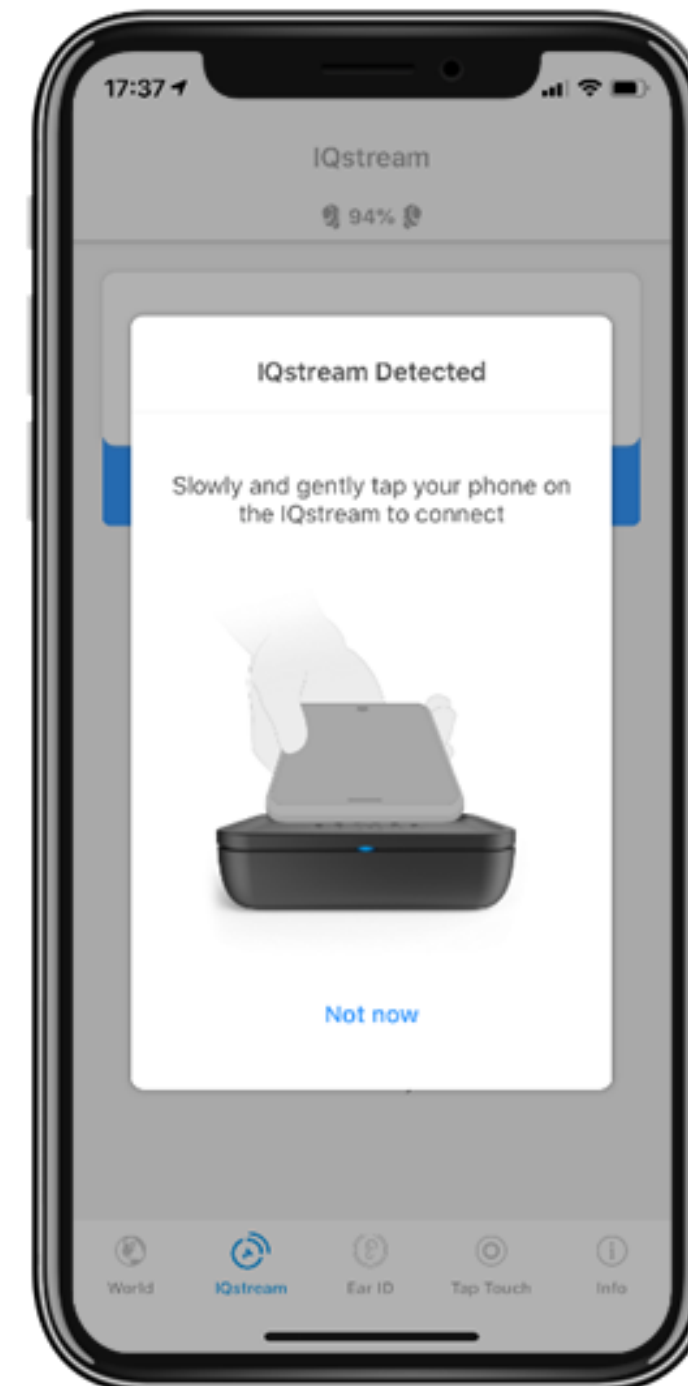 17:37
IQstream
94%
IQstream Detected
Slowly and gently tap your phone on
the IQstream to connect
Not now
World
IQstream
Ear ID
Tap Touch
Info